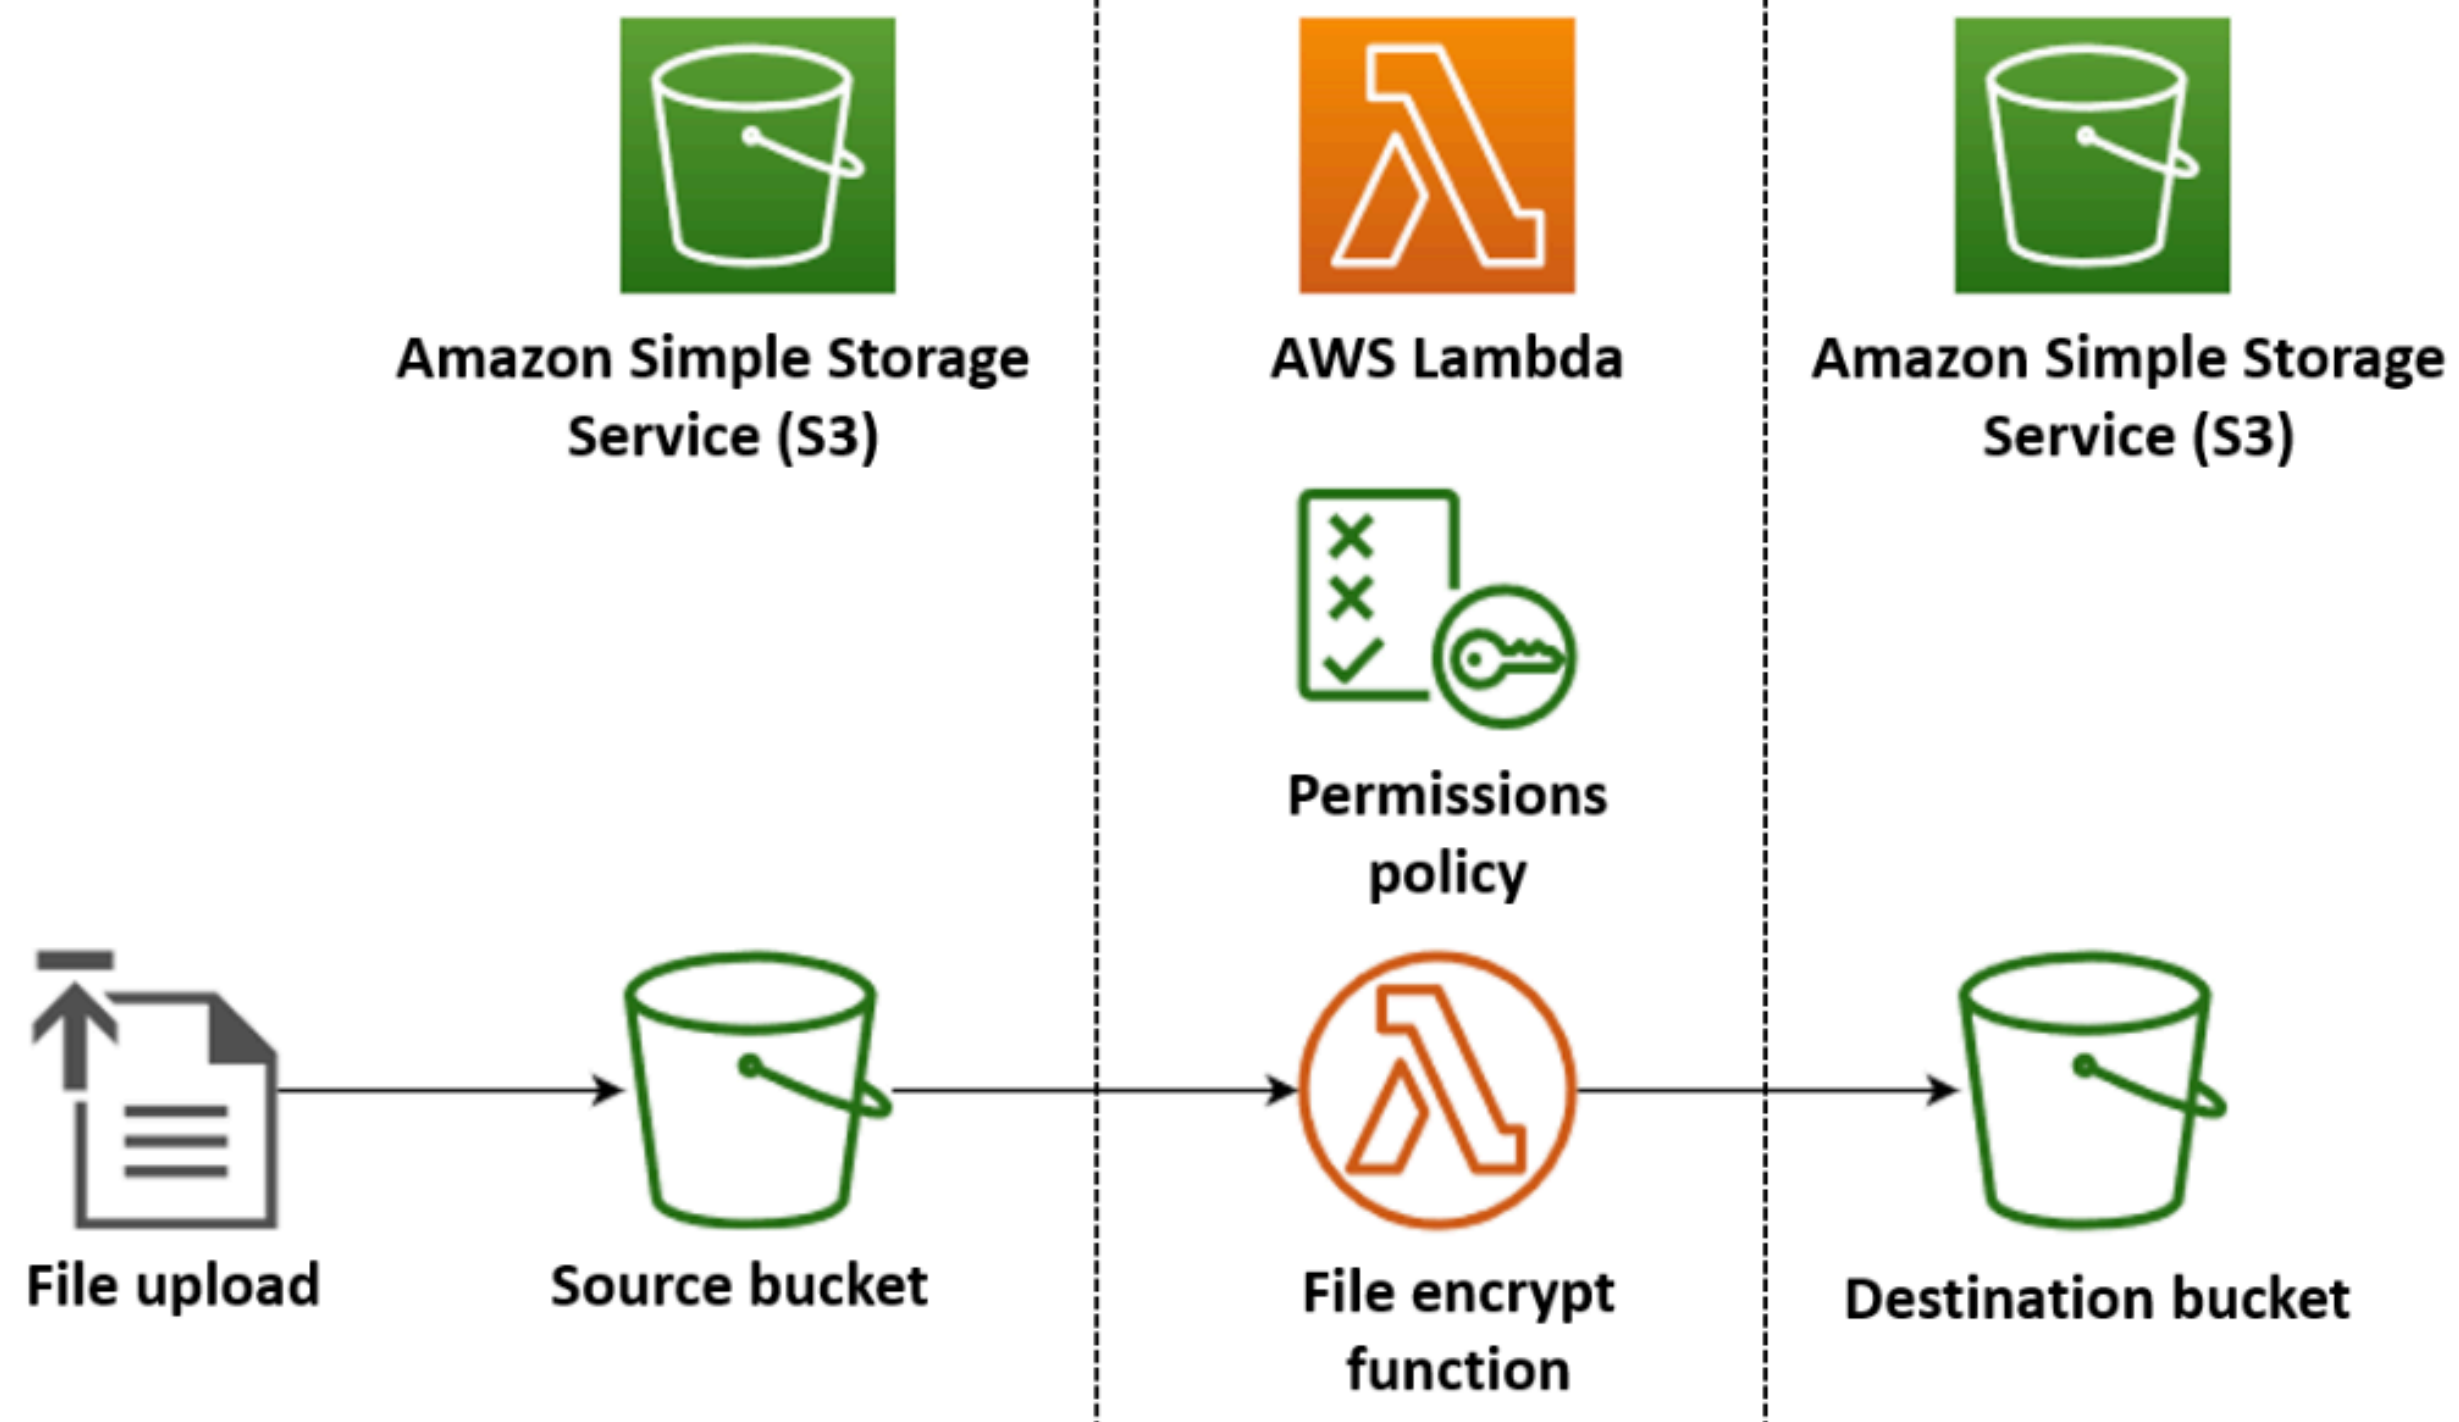 Amazon Simple Storage
Service (S3)
AWS Lambda
Amazon Simple Storage
Service (S3)
Permissions
policy
File upload
Source bucket
File encrypt
function
Destination bucket